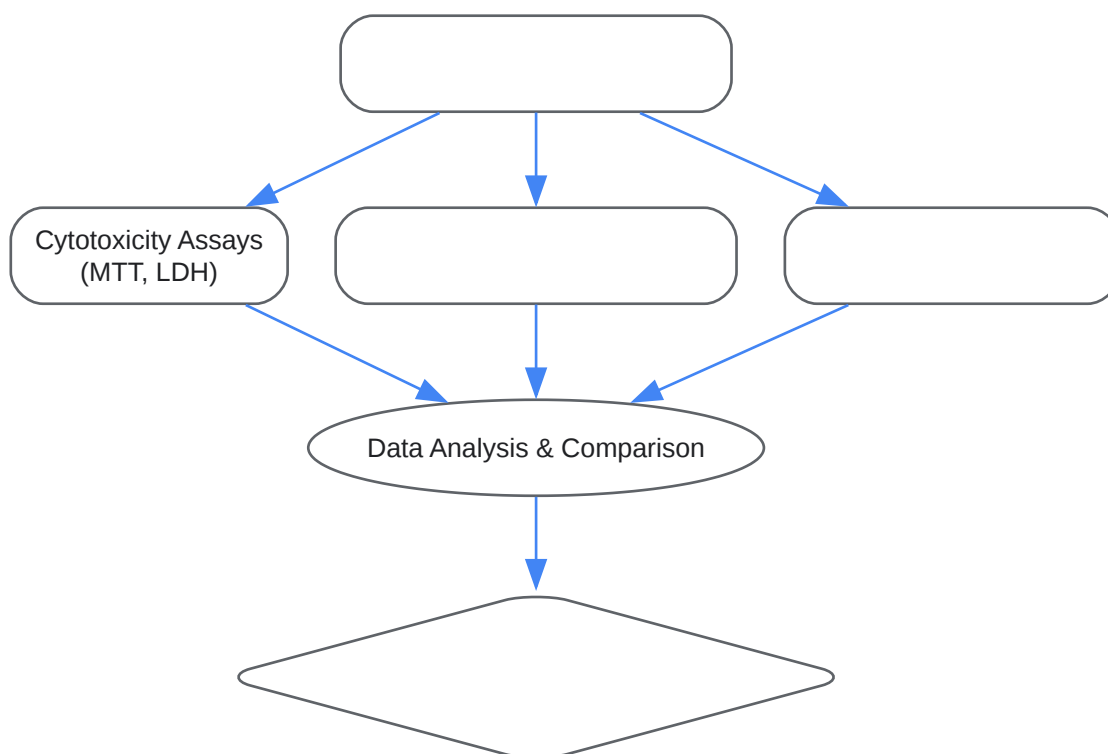 Cytotoxicity Assays
(MTT, LDH)
Data Analysis & Comparison